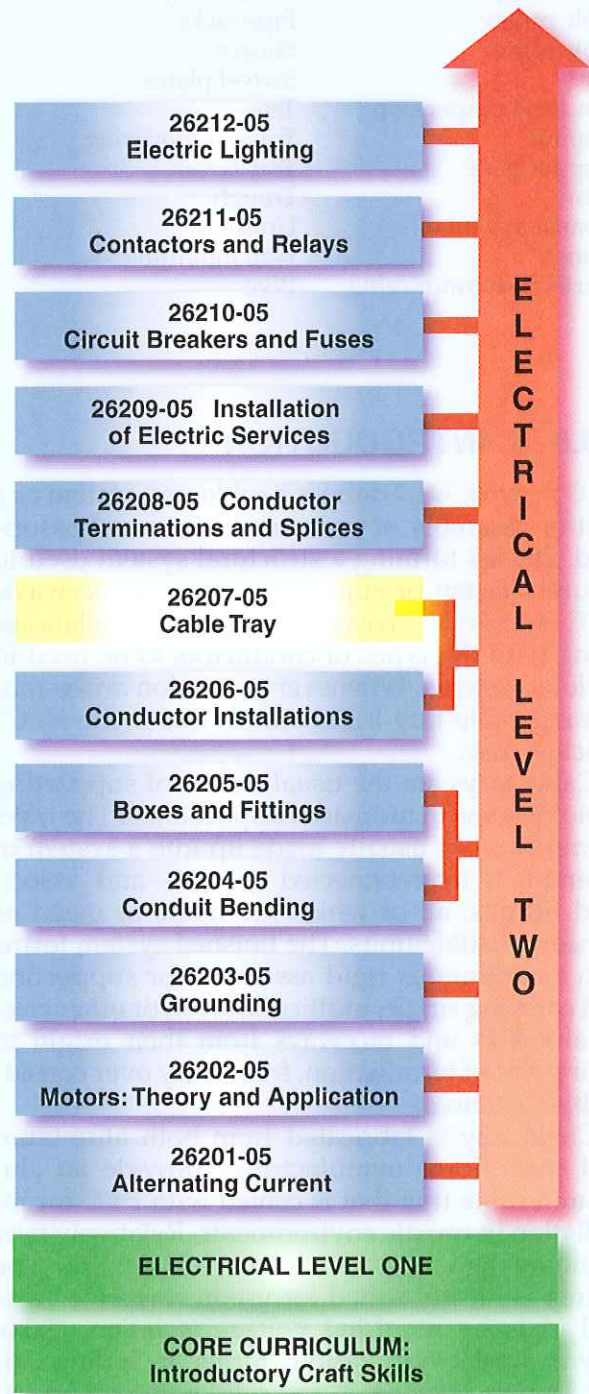 26212-05
Electric Lighting
26211-05
Contactors and Relays
26210-05
Circuit Breakers and Fuses
26209-05 Installation
of Electric Services
26208-05 Conductor
Terminations and Splices
26207-05
Cable Tray
26206-05
Conductor Installations
26205-05
Boxes and Fittings
26204-05
Conduit Bending
26203-05
Grounding
26202-05
Motors: Theory and Application
26201-05
Alternating Current
ELECTRICAL LEVEL TWO
ELECTRICAL LEVEL ONE
CORE CURRICULUM:
Introductory Craft Skills